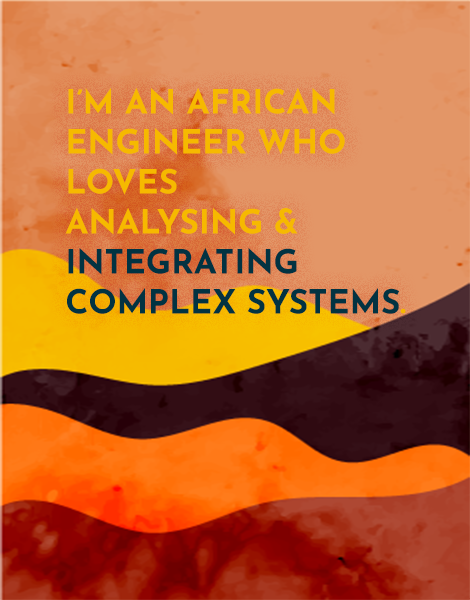 I'M AN AFRICAN
ENGINEER WHO
LOVES
ANALYSING &
INTEGRATING
COMPLEX SYSTEMS